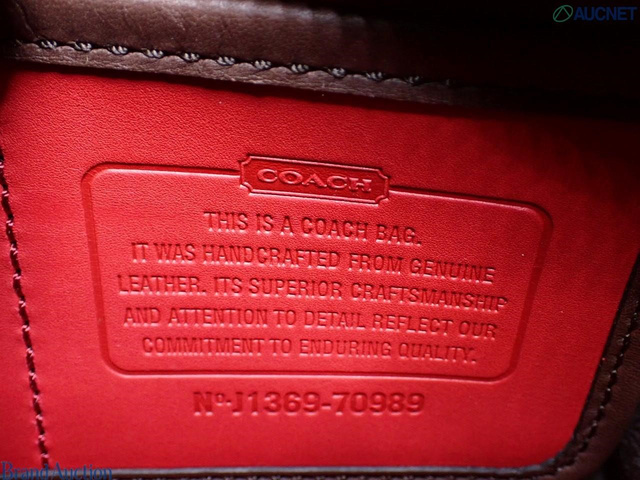 AUCNET
COACH
THIS IS A COACH BAG.
IT WAS HANDCRAFTED FROM GENUINE
LEATHER. ITS SUPERIOR CRAFTSMANSHIP
AND ATTENTION TO DETAIL REFLECT OUR
COMMITMENT TO ENDURING QUALITY.
Nº-J1369-70989
Brand Auction